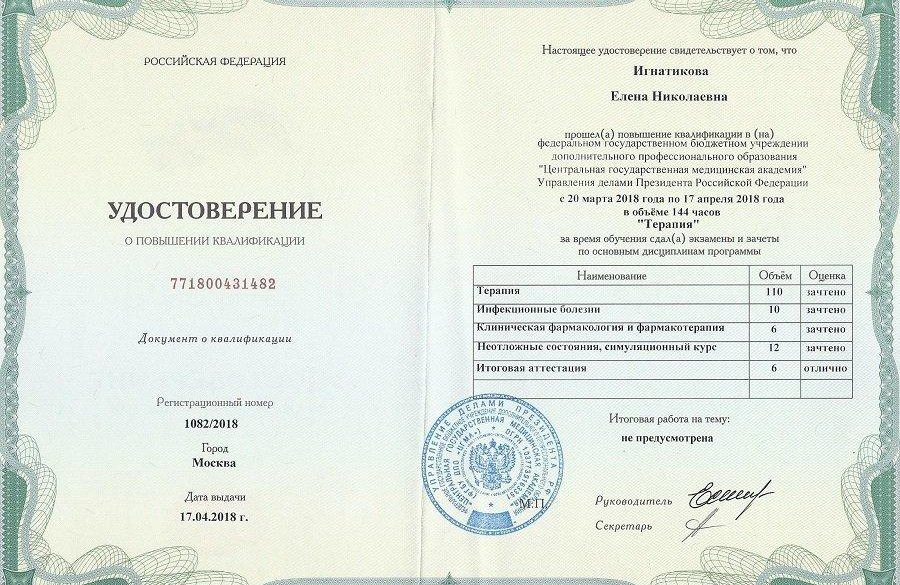 РОССИЙСКАЯ ФЕДЕРАЦИЯ
УДОСТОВЕРЕНИЕ
О ПОВЫШЕНИИ КВАЛИФИКАЦИИ
771800431482
Документ о квалификации
Регистрационный номер
1082/2018
Город
Москва
Дата выдачи
17.04.2018 г.
Настоящее удостоверение свидетельствует о том, что
Игнатикова
Елена Николаевна
прошел(а) повышение квалификации в (на)
федеральном государственном бюджетном учреждении
дополнительного профессионального образования
"Центральная государственная медицинская академия"
Управления делами Президента Российской Федерации
с 20 марта 2018 года по 17 апреля 2018 года
в объёме 144 часов
"Терапия"
за время обучения сдал(а) экзамены и зачеты
по основным дисциплинам программы
Наименование Объём Оценка
Терапия 110 зачтено
Инфекционные болезни 10 зачтено
Клиническая фармакология и фармакотерапия 6 зачтено
Неотложные состояния, симуляционный курс 12 зачтено
Итоговая аттестация 6 отлично
Итоговая работа на тему:
не предусмотрена
УПРАВЛЕНИЕ ДЕЛАМИ ПРЕЗИДЕНТА РФ
М.П.
Руководитель
Секретарь